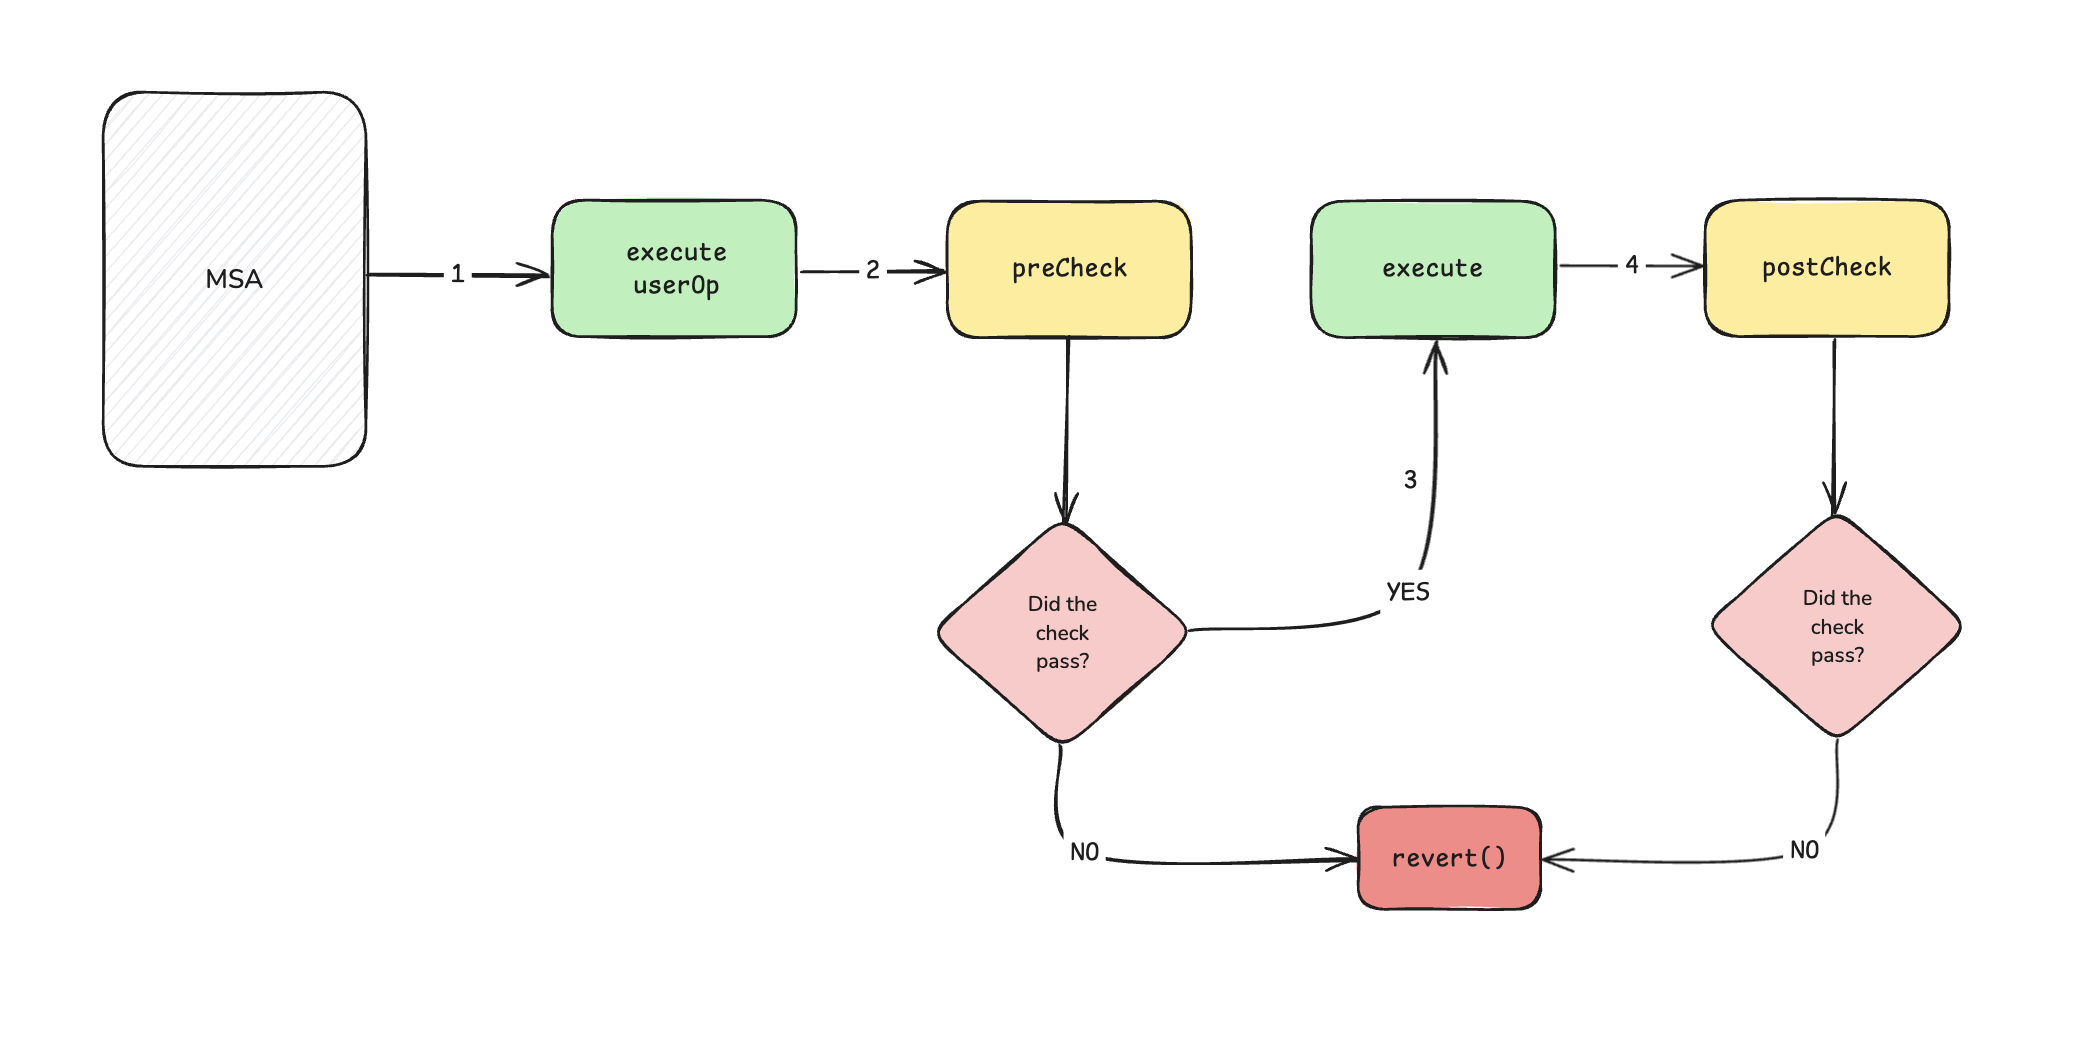 MSA
1
execute
userOp
2
preCheck
execute
4
postCheck
3
Did the
check
pass?
YES
Did the
check
pass?
NO
revert()
NO